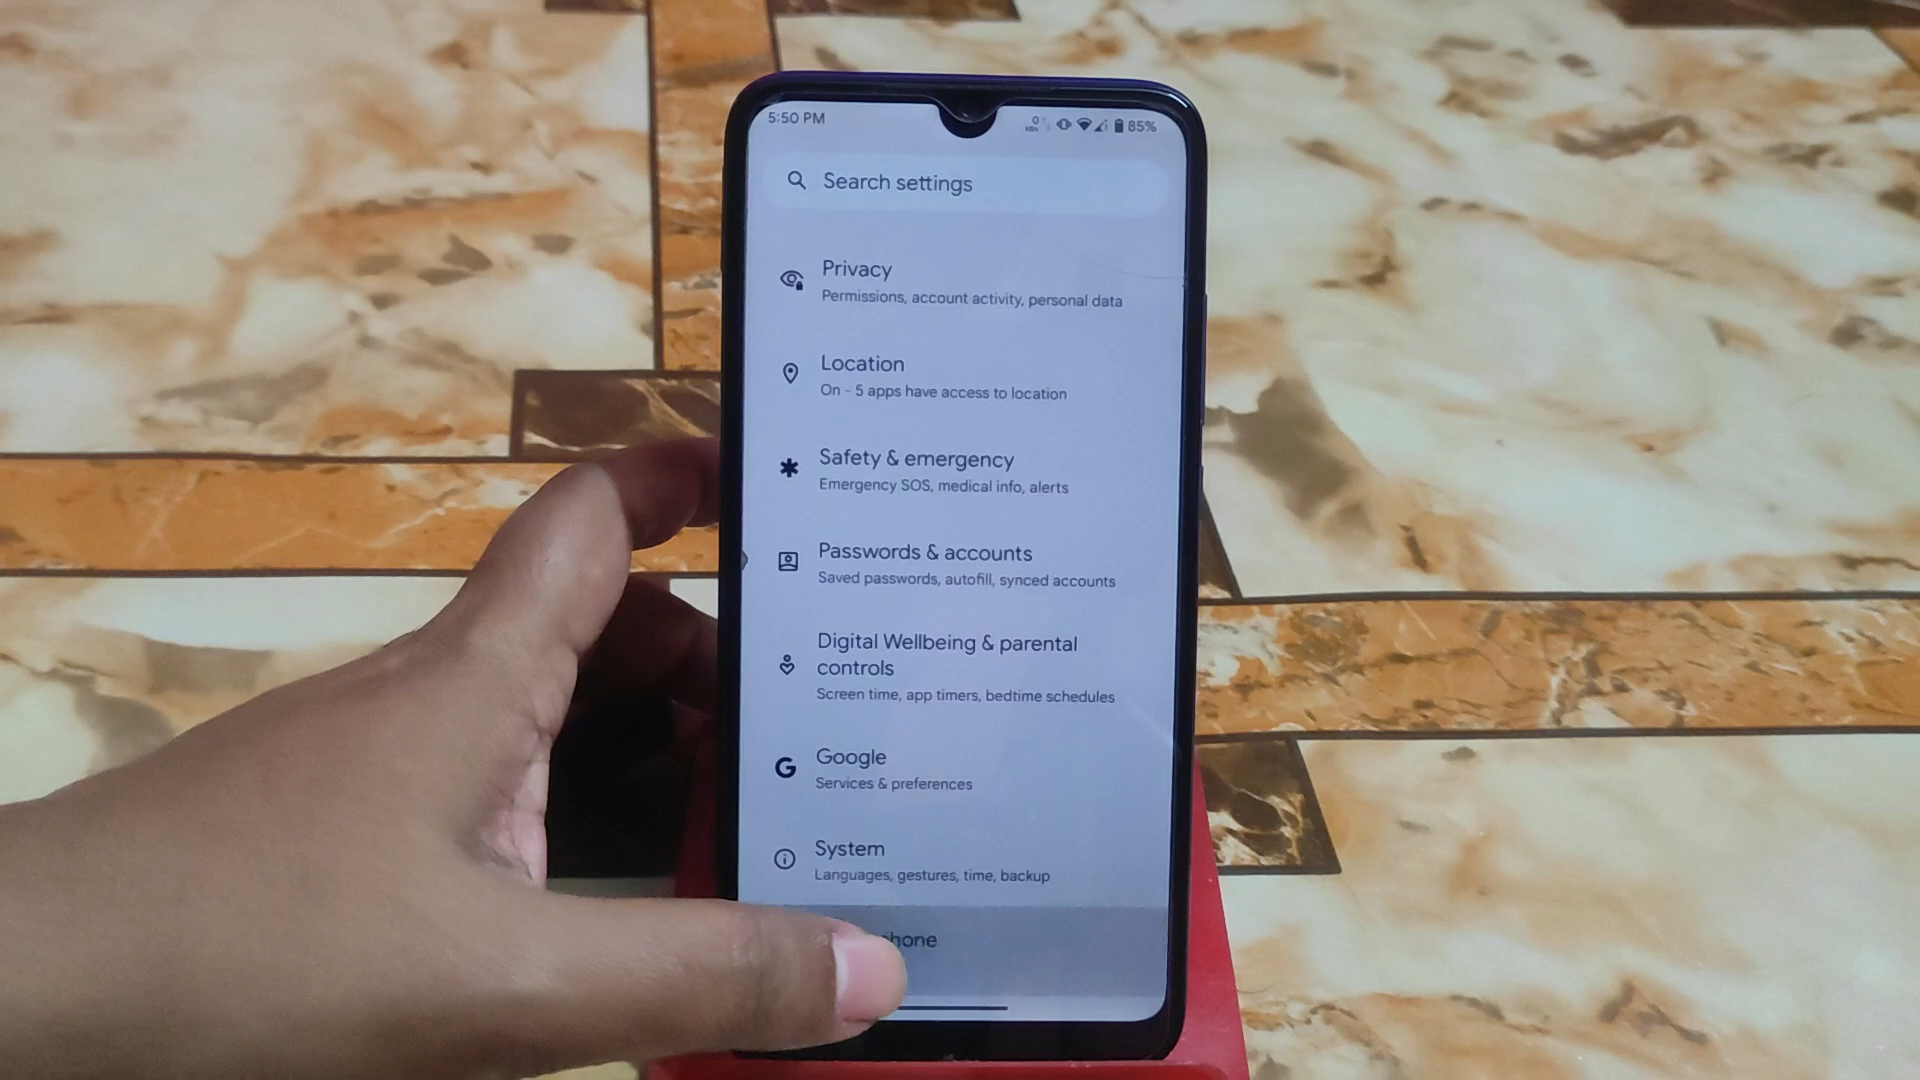 5:50 PM
85%
Search settings
Privacy
Permissions, account activity, personal data
Location
On - 5 apps have access to location
Safety & emergency
Emergency SOS, medical info, alerts
Passwords & accounts
Saved passwords, autofill, synced accounts
Digital Wellbeing & parental
controls
Screen time, app timers, bedtime schedules
Google
Services & preferences
System
Languages, gestures, time, backup